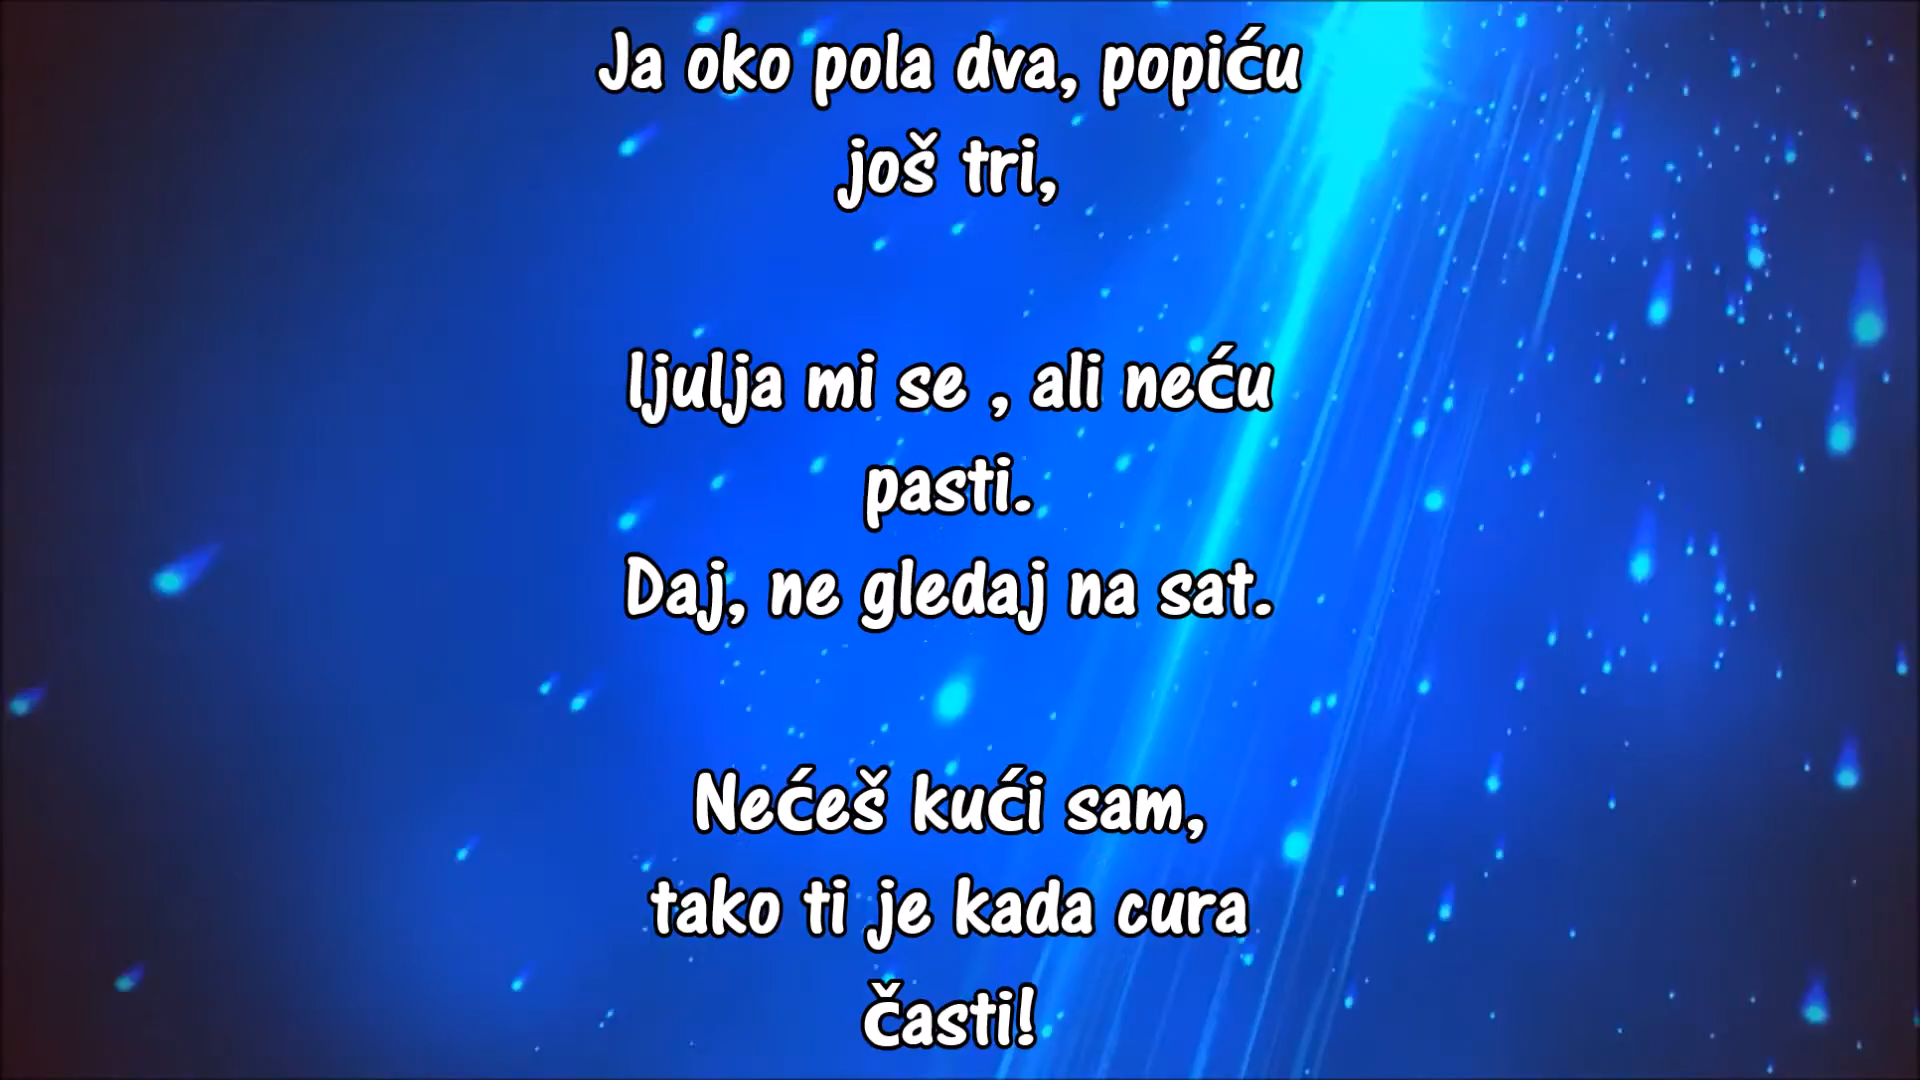 Ja oko pola dva, popiću
još tri,
ljulja mi se , ali neću
pasti.
Daj, ne gledaj na sat.
Nećeš kući sam,
tako ti je kada cura
časti!